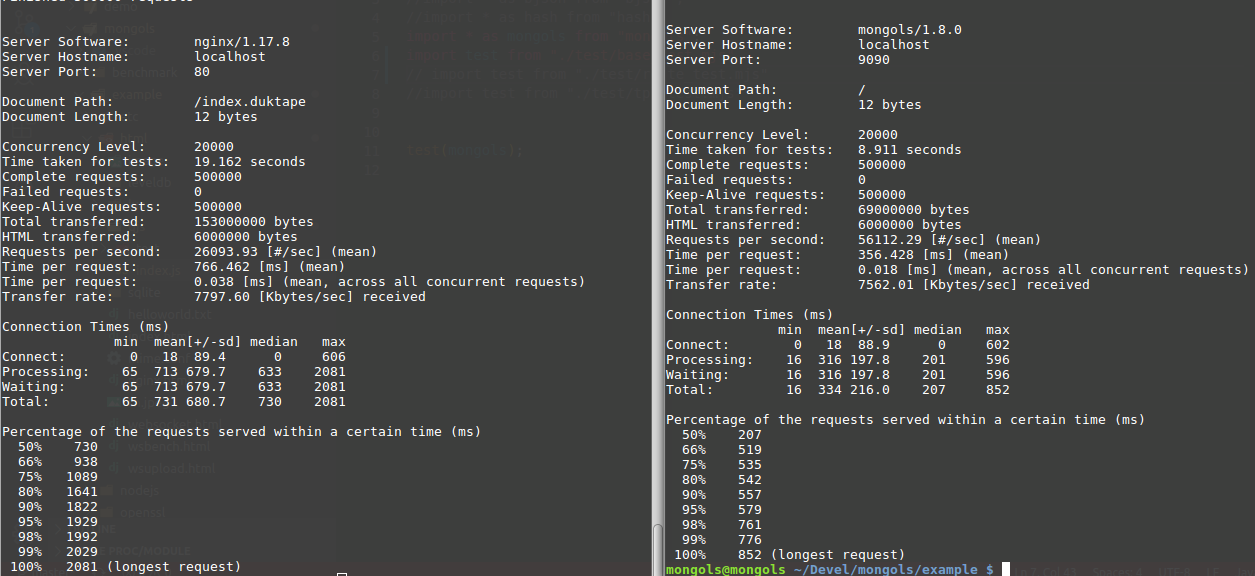 Server Software:        nginx/1.17.8
Server Hostname:        localhost
Server Port:            80
Document Path:          /index.duktape
Document Length:        12 bytes
Concurrency Level:      20000
Time taken for tests:   19.162 seconds
Complete requests:      500000
Failed requests:        0
Keep-Alive requests:    500000
Total transferred:      153000000 bytes
HTML transferred:       6000000 bytes
Requests per second:    26093.93 [#/sec] (mean)
Time per request:       766.462 [ms] (mean)
Time per request:       0.038 [ms] (mean, across all concurrent requests)
Transfer rate:          7797.60 [Kbytes/sec] received
Connection Times (ms)
              min  mean[+/-sd] median   max
Connect:        0   18  89.4      0     606
Processing:    65  713 679.7    633    2081
Waiting:       65  713 679.7    633    2081
Total:         65  731 680.7    730    2081
Percentage of the requests served within a certain time (ms)
  50%    730
  66%    938
  75%   1089
  80%   1641
  90%   1822
  95%   1929
  98%   1992
  99%   2029
 100%   2081 (longest request)
Server Software:        mongols/1.8.0
Server Hostname:        localhost
Server Port:            9090
Document Path:          /
Document Length:        12 bytes
Concurrency Level:      20000
Time taken for tests:   8.911 seconds
Complete requests:      500000
Failed requests:        0
Keep-Alive requests:    500000
Total transferred:      69000000 bytes
HTML transferred:       6000000 bytes
Requests per second:    56112.29 [#/sec] (mean)
Time per request:       356.428 [ms] (mean)
Time per request:       0.018 [ms] (mean, across all concurrent requests)
Transfer rate:          7562.01 [Kbytes/sec] received
Connection Times (ms)
              min  mean[+/-sd] median   max
Connect:        0   18  88.9      0     602
Processing:    16  316 197.8    201     596
Waiting:       16  316 197.8    201     596
Total:         16  334 216.0    207     852
Percentage of the requests served within a certain time (ms)
  50%    207
  66%    519
  75%    535
  80%    542
  90%    557
  95%    579
  98%    761
  99%    776
 100%    852 (longest request)
mongols@mongols ~/Devel/mongols/example $